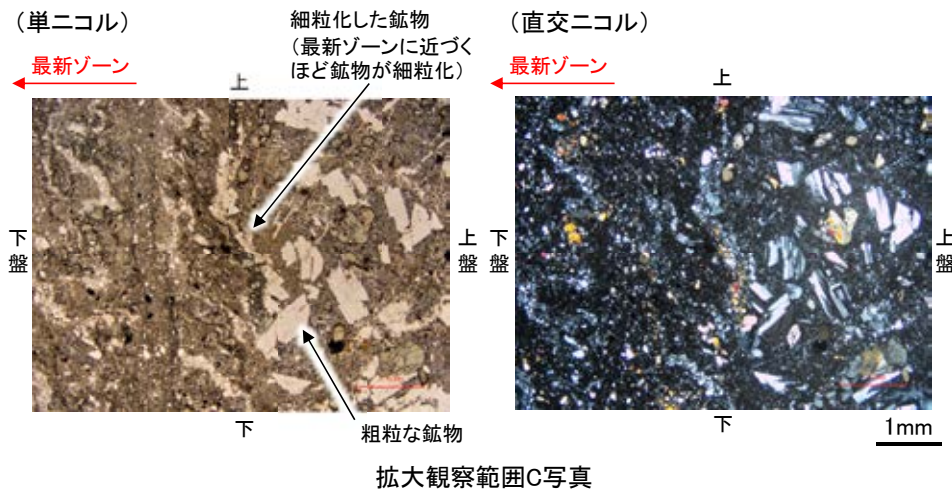 （単ニコル）
細粒化した鉱物
（最新ゾーンに近づく
ほど鉱物が細粒化）
最新ゾーン
上
下盤
上盤
下
粗粒な鉱物
（直交ニコル）
最新ゾーン
上
下盤
上盤
下
1mm
拡大観察範囲C写真